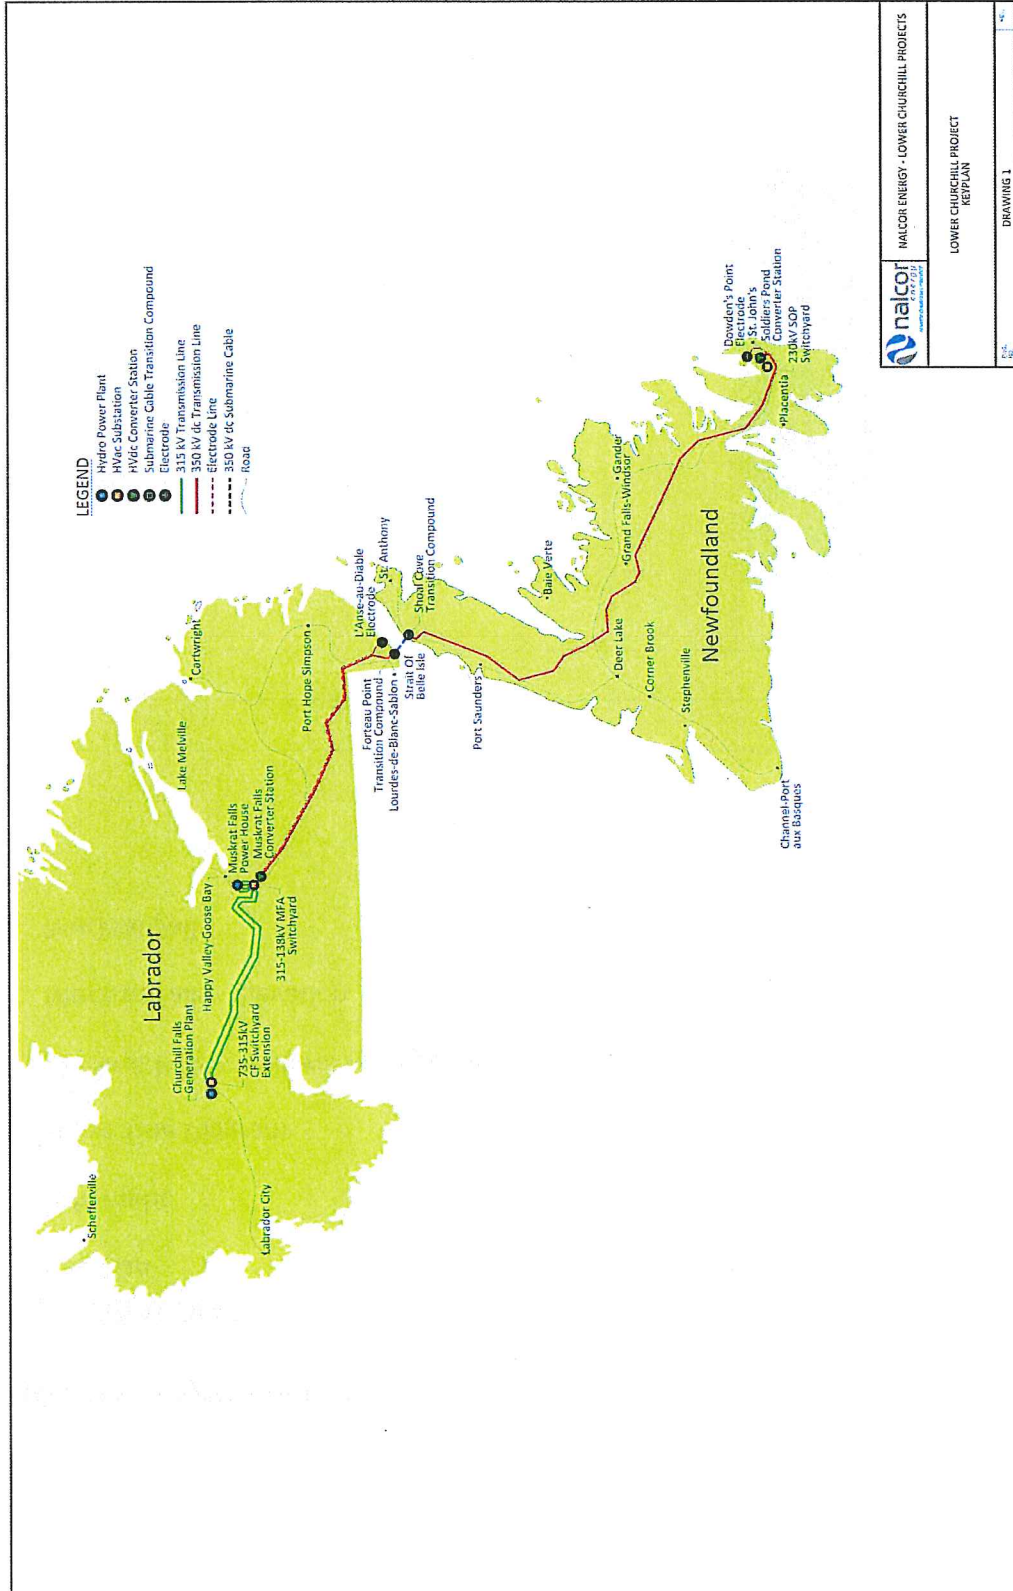 LEGEND
Hydro Power Plant
HVac Substation
HVdc Converter Station
Submarine Cable Transition Compound
Electrode
315 kV Transmission Line
350 kV dc Transmission Line
Electrode Line
350 kV dc Submarine Cable
Road
Labrador
Schefferville
Labrador City
Churchill Falls
Generation Plant
735-315kV
CF Switchyard
Extension
Happy Valley-Goose Bay
Muskrat Falls
Power House
Muskrat Falls
Converter Station
315-138kV MFA
Switchyard
Lake Melville
Cartwright
Port Hope Simpson
L'Anse-au-Diable
Electrode
St. Anthony
Forteau Point
Transition Compound
Lourdes-de-Blanc-Sablon
Strait Of
Belle Isle
Shoal Cove
Transition Compound
Port Saunders
Baie Verte
Deer Lake
Corner Brook
Stephenville
Channel-Port
aux Basques
Newfoundland
Grand Falls-Windsor
Gander
Placentia
Dowden's Point
Electrode
St. John's
Soldiers Pond
Converter Station
230kV SOP
Switchyard
nalcor
energy
NALCOR ENERGY - LOWER CHURCHILL PROJECTS
LOWER CHURCHILL PROJECT
KEYPLAN
DRAWING 1